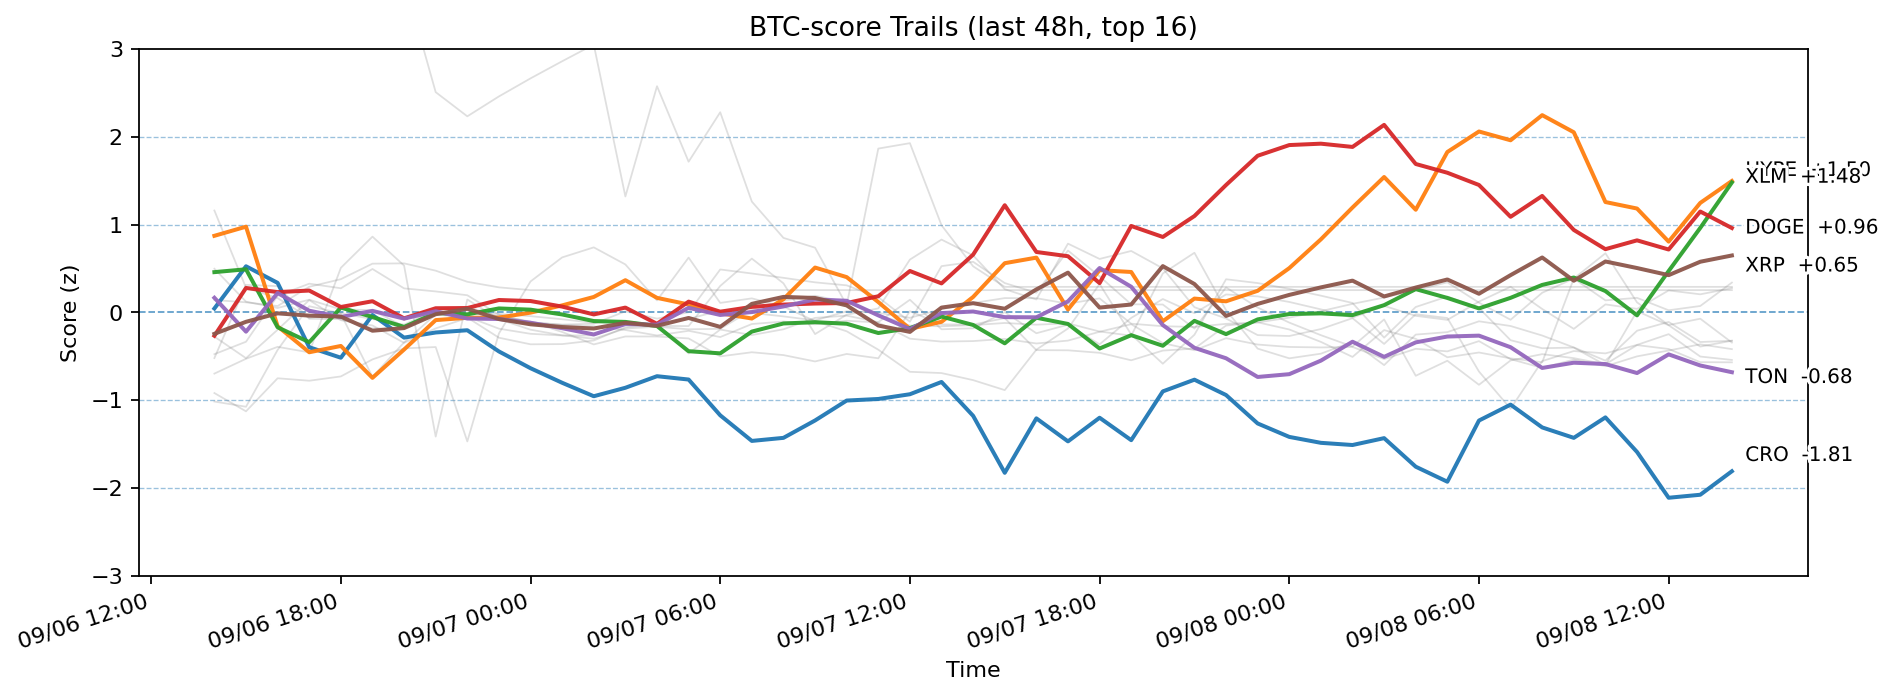 BTC-score Trails (last 48h, top 16)
Score (z)
3
2
1
0
−1
−2
−3
XLM +1.48
DOGE +0.96
XRP +0.65
TON -0.68
CRO -1.81
09/06 12:00
09/06 18:00
09/07 00:00
09/07 06:00
09/07 12:00
09/07 18:00
09/08 00:00
09/08 06:00
09/08 12:00
Time